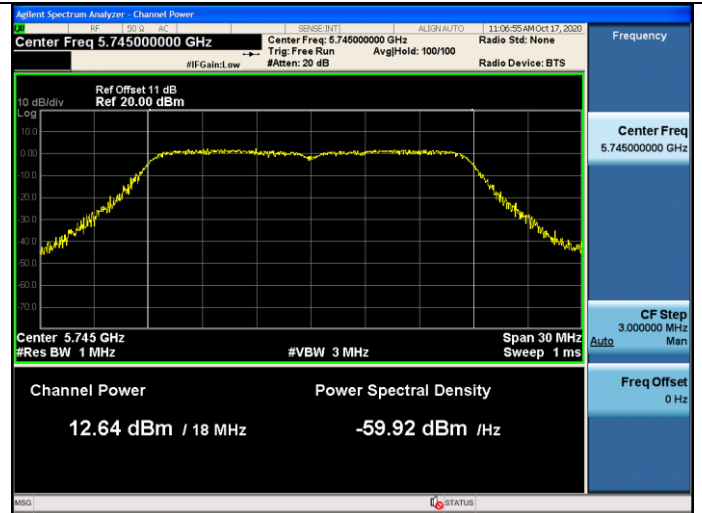 Agilent Spectrum Analyzer - Channel Power
RF 50 Ω AC SENSE:INT ALIGN AUTO 11:06:55 AM Oct 17, 2020
Center Freq 5.745000000 GHz
Center Freq: 5.745000000 GHz
Radio Std: None
Trig: Free Run Avg|Hold: 100/100
#IFGain:Low
#Atten: 20 dB
Radio Device: BTS
Frequency
Ref Offset 11 dB
10 dB/div Ref 20.00 dBm
Log
10.0
0.00
-10.0
-20.0
-30.0
-40.0
-50.0
-60.0
-70.0
Center 5.745 GHz Span 30 MHz
#Res BW 1 MHz #VBW 3 MHz Sweep 1 ms
Channel Power Power Spectral Density
12.64 dBm / 18 MHz -59.92 dBm /Hz
Center Freq
5.745000000 GHz
CF Step
3.000000 MHz
Auto Man
Freq Offset
0 Hz
MSG STATUS